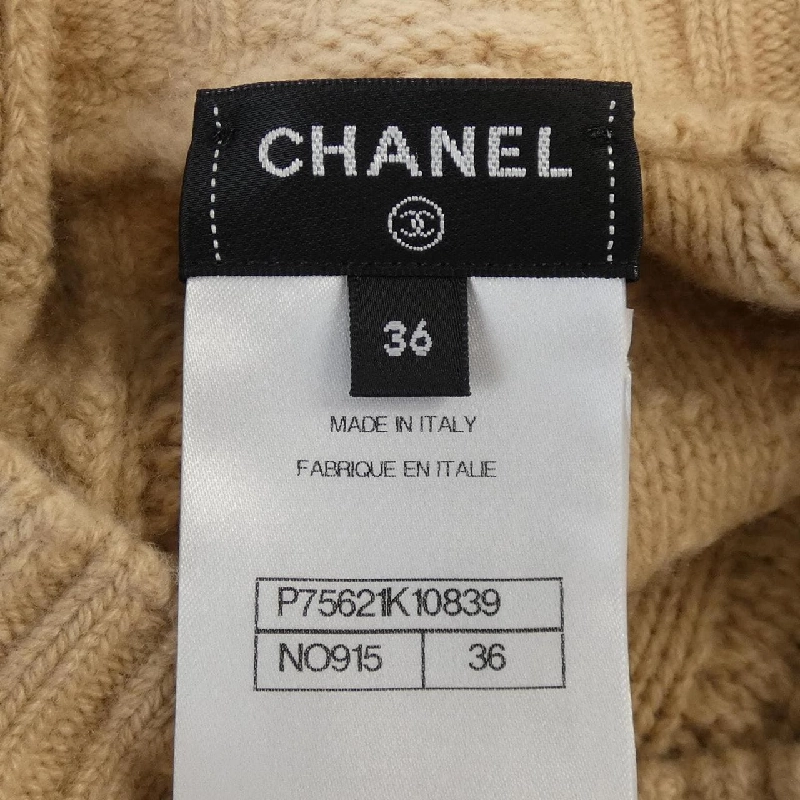 CHANEL
36
MADE IN ITALY
FABRIQUE EN ITALIE
P75621K10839
NO915 36